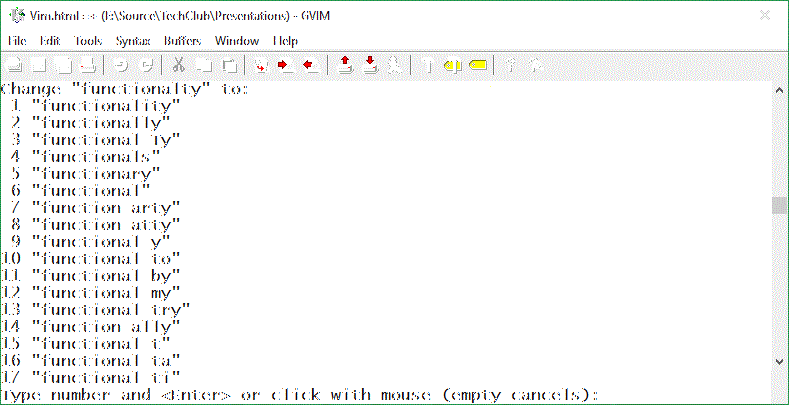 Vim.html + (E:\Source\TechClub\Presentations) - GVIM
File Edit Tools Syntax Buffers Window Help
Change "functionalty" to:
1 "functionality"
2 "functionally"
3 "functional Ty"
4 "functionals"
5 "functionary"
6 "functional"
7 "function arty"
8 "function atty"
9 "functional y"
10 "functional to"
11 "functional by"
12 "functional my"
13 "functional try"
14 "function ally"
15 "functional t"
16 "functional ta"
17 "functional ti"
Type number and <Enter> or click with mouse (empty cancels):